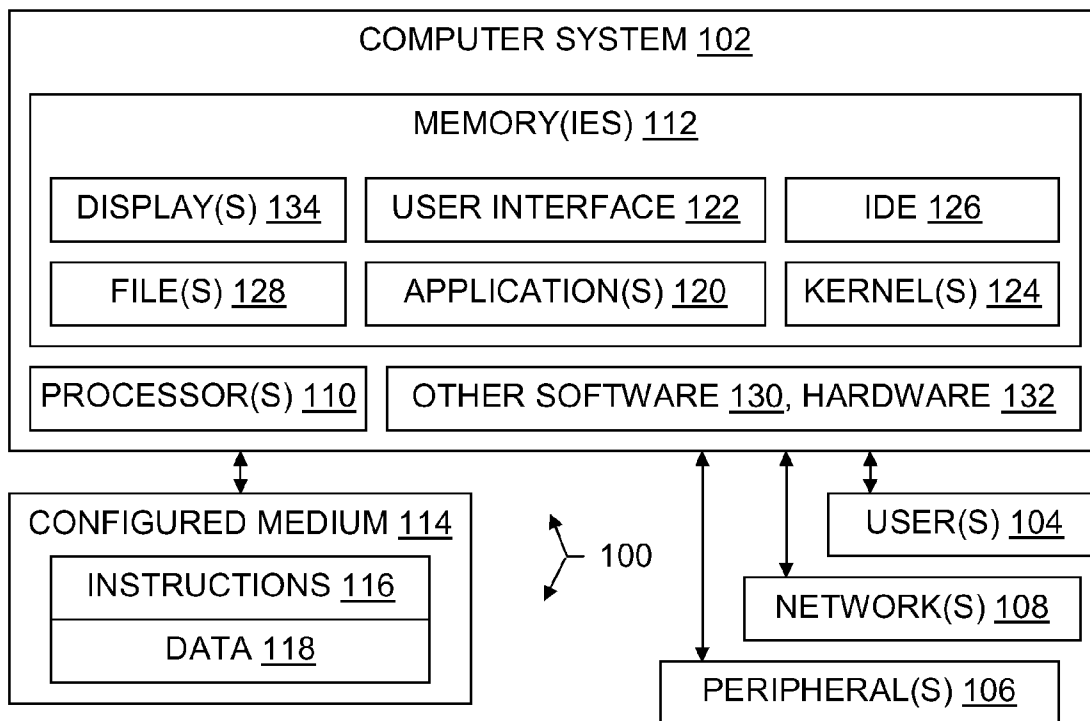 COMPUTER SYSTEM 102
MEMORY(IES) 112
DISPLAY(S) 134
USER INTERFACE 122
IDE 126
FILE(S) 128
APPLICATION(S) 120
KERNEL(S) 124
PROCESSOR(S) 110
OTHER SOFTWARE 130, HARDWARE 132
CONFIGURED MEDIUM 114
INSTRUCTIONS 116
DATA 118
100
USER(S) 104
NETWORK(S) 108
PERIPHERAL(S) 106